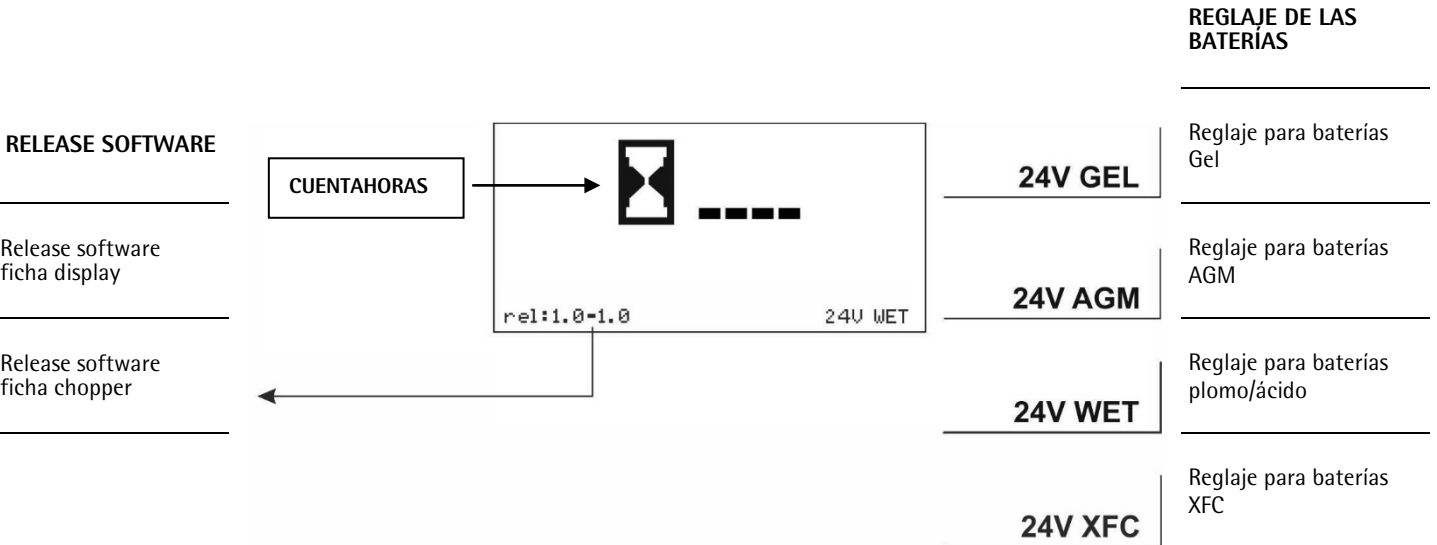 RELEASE SOFTWARE
Release software
ficha display
Release software
ficha chopper
CUENTAHORAS
rel:1.0-1.0
24V WET
24V GEL
24V AGM
24V WET
24V XFC
REGLAJE DE LAS
BATERÍAS
Reglaje para baterías
Gel
Reglaje para baterías
AGM
Reglaje para baterías
plomo/ácido
Reglaje para baterías
XFC